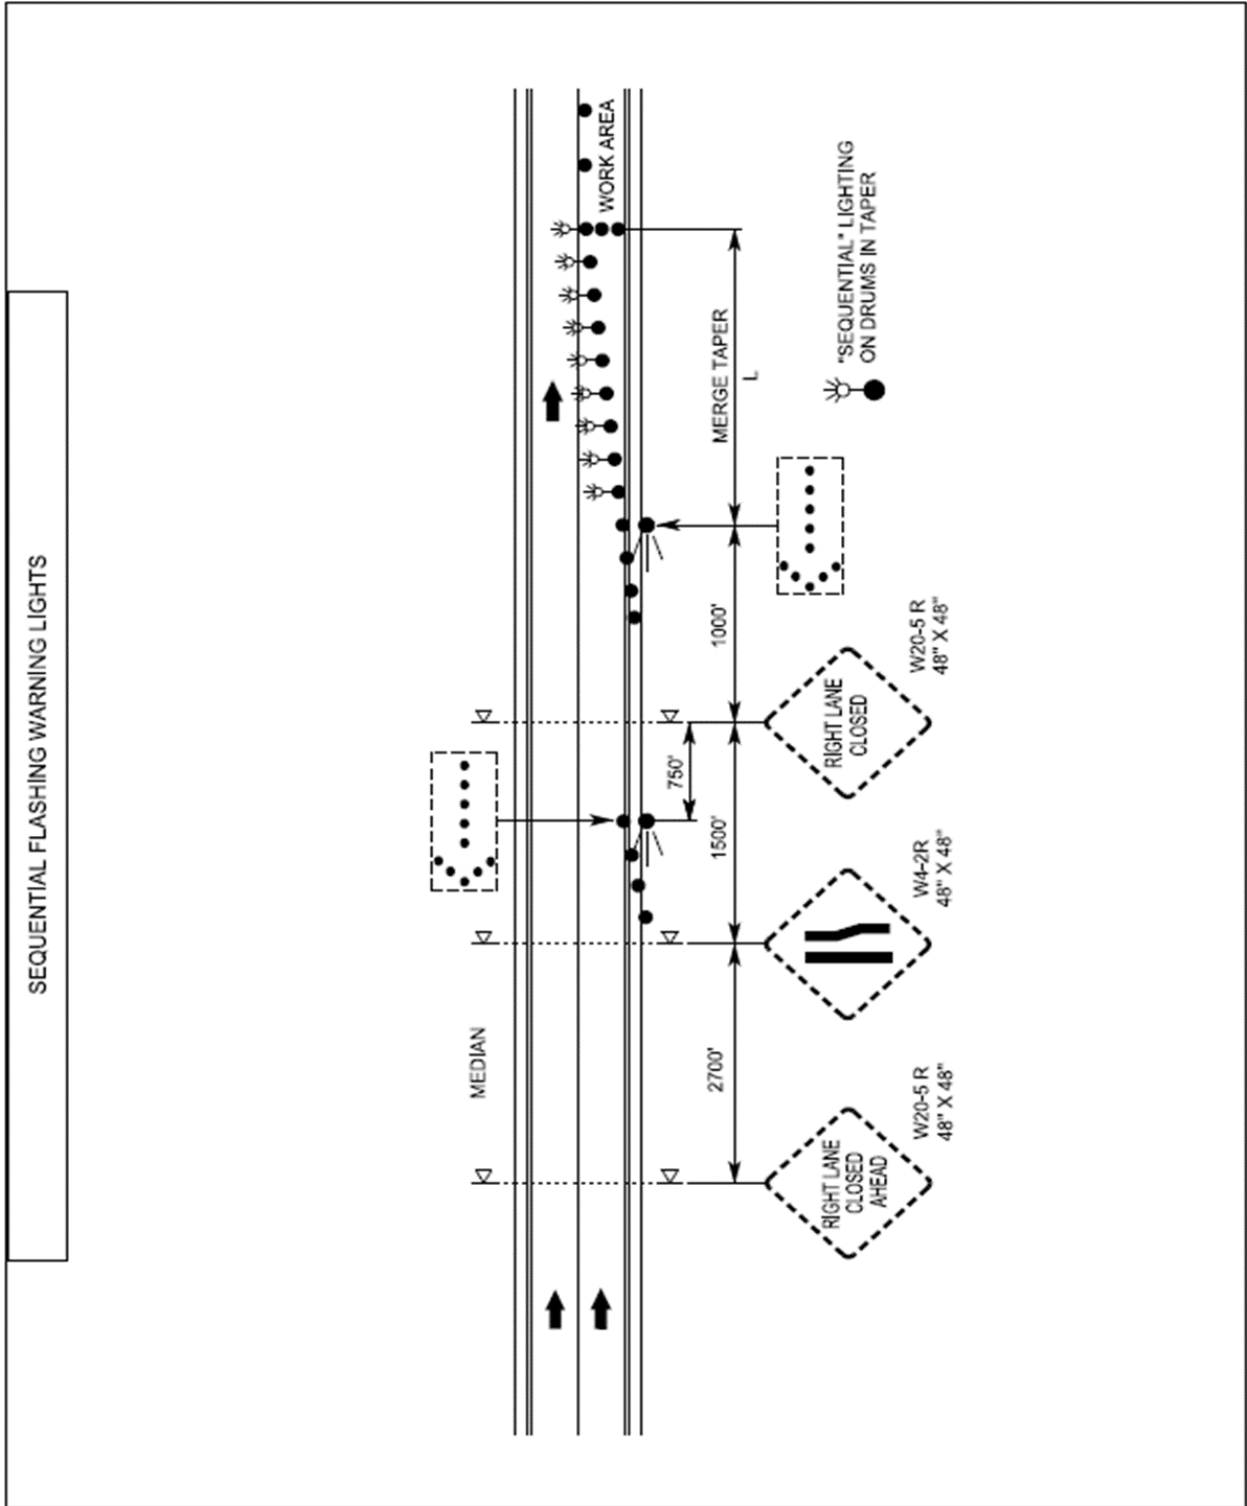 SEQUENTIAL FLASHING WARNING LIGHTS
WORK AREA
"SEQUENTIAL" LIGHTING
ON DRUMS IN TAPER
MERGE TAPER
L
1000'
W20-5 R
48" X 48"
RIGHT LANE
CLOSED
750'
1500'
W4-2R
48" X 48"
MEDIAN
2700'
W20-5 R
48" X 48"
RIGHT LANE
CLOSED
AHEAD